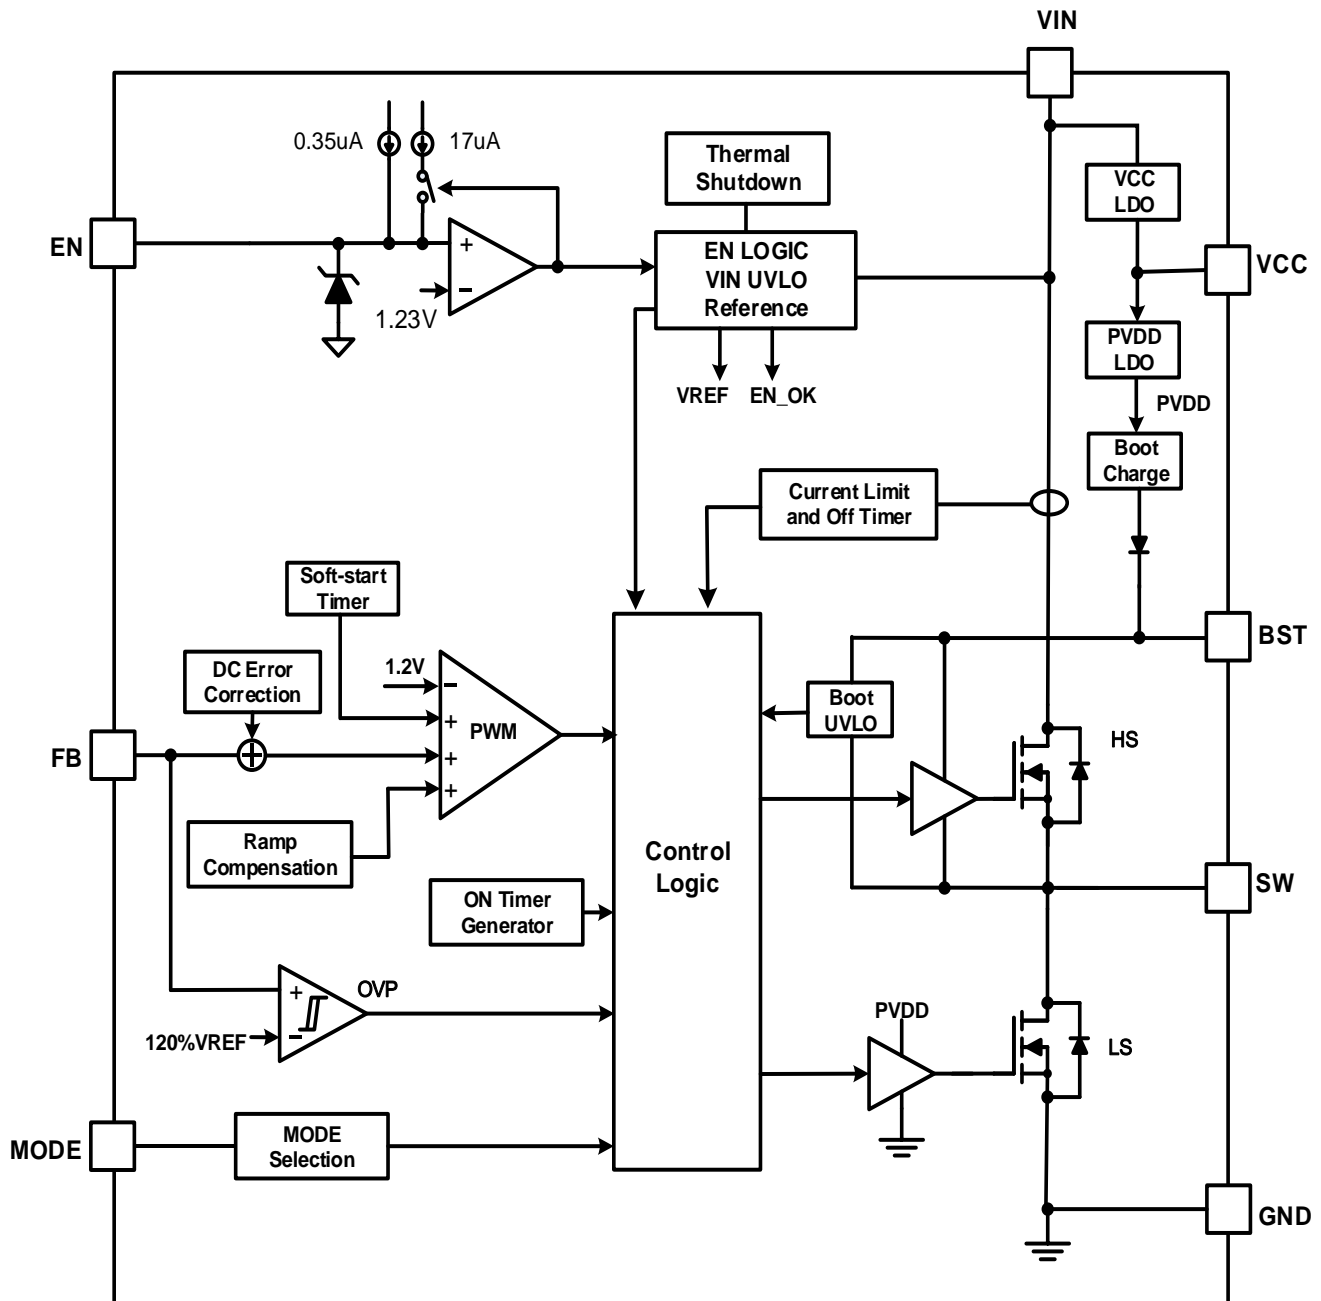 VIN
0.35uA
17uA
Thermal
Shutdown
VCC
LDO
EN
EN LOGIC
VIN UVLO
Reference
VCC
+
−
1.23V
PVDD
LDO
VREF
EN_OK
PVDD
Boot
Charge
Current Limit
and Off Timer
Soft-start
Timer
BST
DC Error
Correction
1.2V
−
+
PWM
+
+
Boot
UVLO
FB
HS
Ramp
Compensation
Control
Logic
SW
ON Timer
Generator
+
−
OVP
120%VREF
PVDD
LS
MODE
MODE
Selection
GND